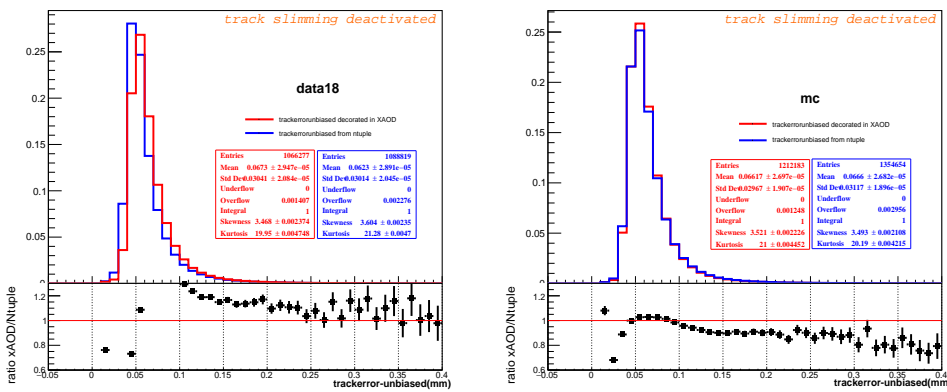 track slimming deactivated
0.25
0.2
0.15
0.1
0.05
0
data18
trackerrorunbiased decorated in XAOD
trackerrorunbiased from ntuple
Entries 1066277
Mean 0.0673 ± 2.947e−05
Std Dev0.03041 ± 2.084e−05
Underflow 0
Overflow 0.001407
Integral 1
Skewness 3.468 ± 0.002374
Kurtosis 19.95 ± 0.004748
Entries 1088819
Mean 0.0623 ± 2.891e−05
Std Dev0.03014 ± 2.045e−05
Underflow 0
Overflow 0.002276
Integral 1
Skewness 3.604 ± 0.00235
Kurtosis 21.28 ± 0.0047
ratio xAOD/Ntuple
1.2
1
0.8
0.6
−0.05 0 0.05 0.1 0.15 0.2 0.25 0.3 0.35 0.4
trackerror-unbiased(mm)
track slimming deactivated
0.25
0.2
0.15
0.1
0.05
0
mc
trackerrorunbiased decorated in XAOD
trackerrorunbiased from ntuple
Entries 1212183
Mean 0.06617 ± 2.697e−05
Std Dev0.02967 ± 1.907e−05
Underflow 0
Overflow 0.001248
Integral 1
Skewness 3.521 ± 0.002226
Kurtosis 21 ± 0.004452
Entries 1354654
Mean 0.0666 ± 2.682e−05
Std Dev0.03117 ± 1.896e−05
Underflow 0
Overflow 0.002956
Integral 1
Skewness 3.493 ± 0.002108
Kurtosis 20.19 ± 0.004215
ratio xAOD/Ntuple
1.2
1
0.8
0.6
−0.05 0 0.05 0.1 0.15 0.2 0.25 0.3 0.35 0.4
trackerror-unbiased(mm)